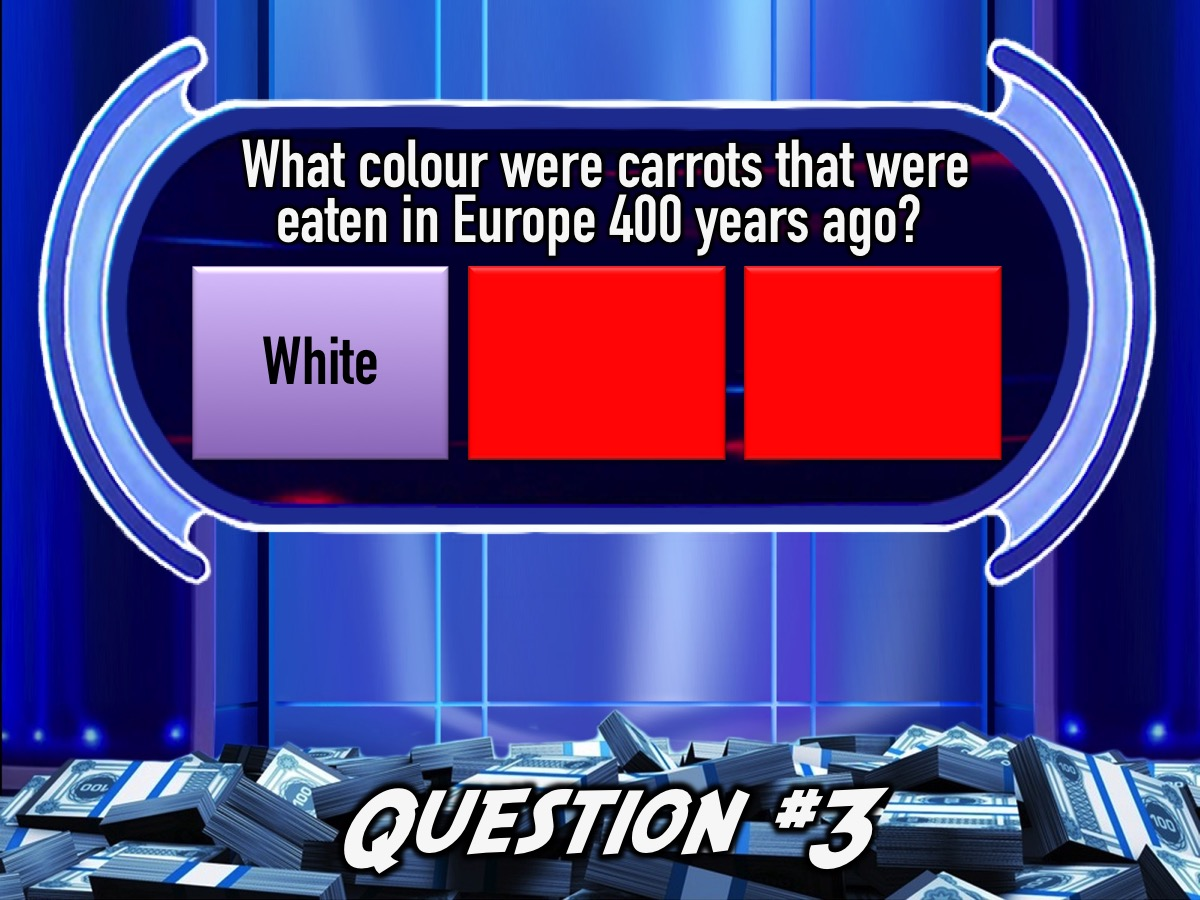 What colour were carrots that were
eaten in Europe 400 years ago?
White
QUESTION #3